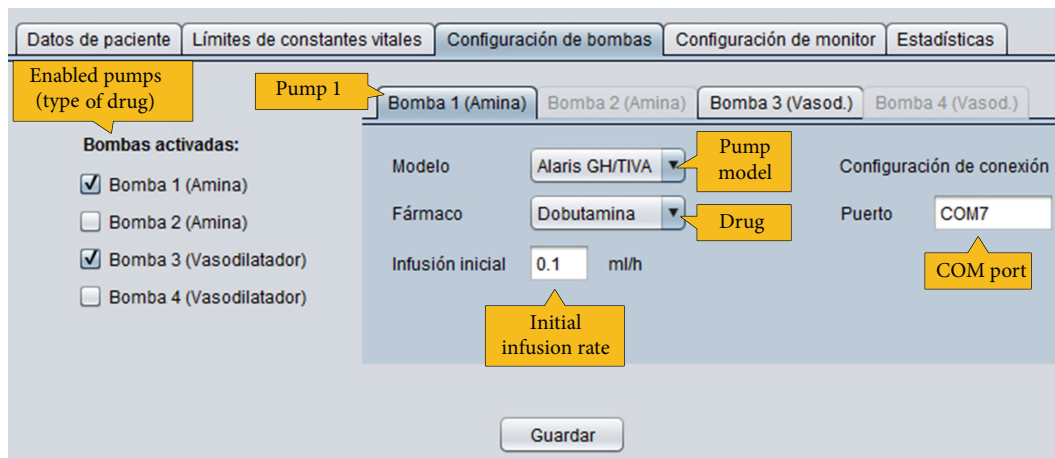 Datos de paciente
Límites de constantes vitales
Configuración de bombas
Configuración de monitor
Estadísticas
Enabled pumps
(type of drug)
Pump 1
Bomba 1 (Amina)
Bomba 2 (Amina)
Bomba 3 (Vasod.)
Bomba 4 (Vasod.)
Bombas activadas:
Bomba 1 (Amina)
Bomba 2 (Amina)
Bomba 3 (Vasodilatador)
Bomba 4 (Vasodilatador)
Modelo
Alaris GH/TIVA
Pump
model
Configuración de conexión
Fármaco
Dobutamina
Drug
Puerto
COM7
Infusión inicial
0.1
ml/h
COM port
Initial
infusion rate
Guardar